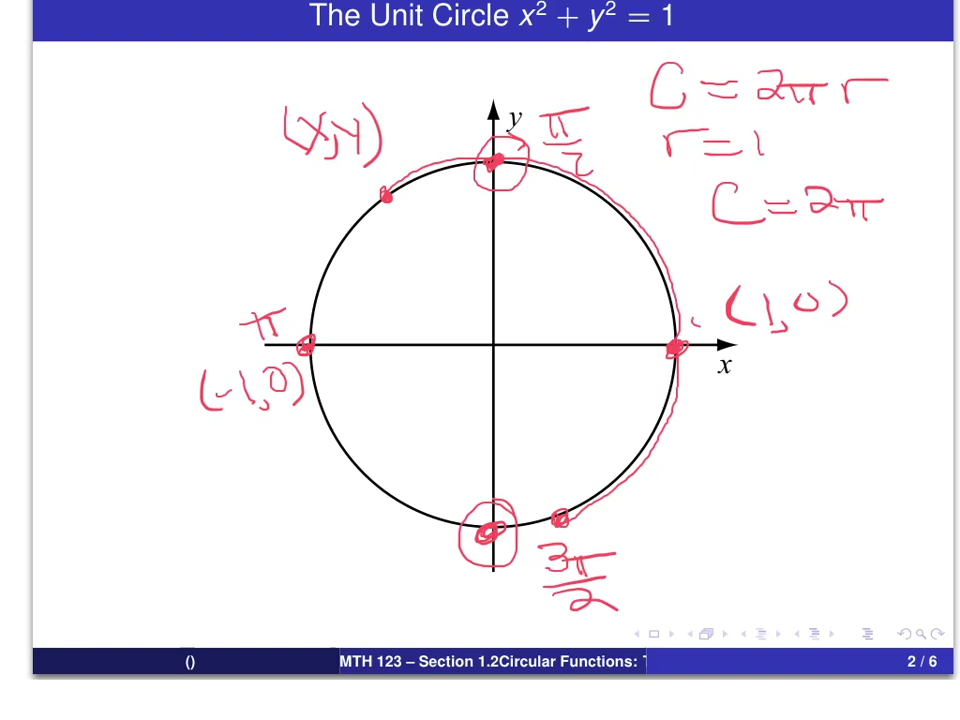 The Unit Circle x² + y² = 1
C = 2π r
r = 1
C = 2π
(x,y)
y
π/2
(1,0)
π
x
(-1,0)
3π/2
()
MTH 123 – Section 1.2Circular Functions:
2 / 6